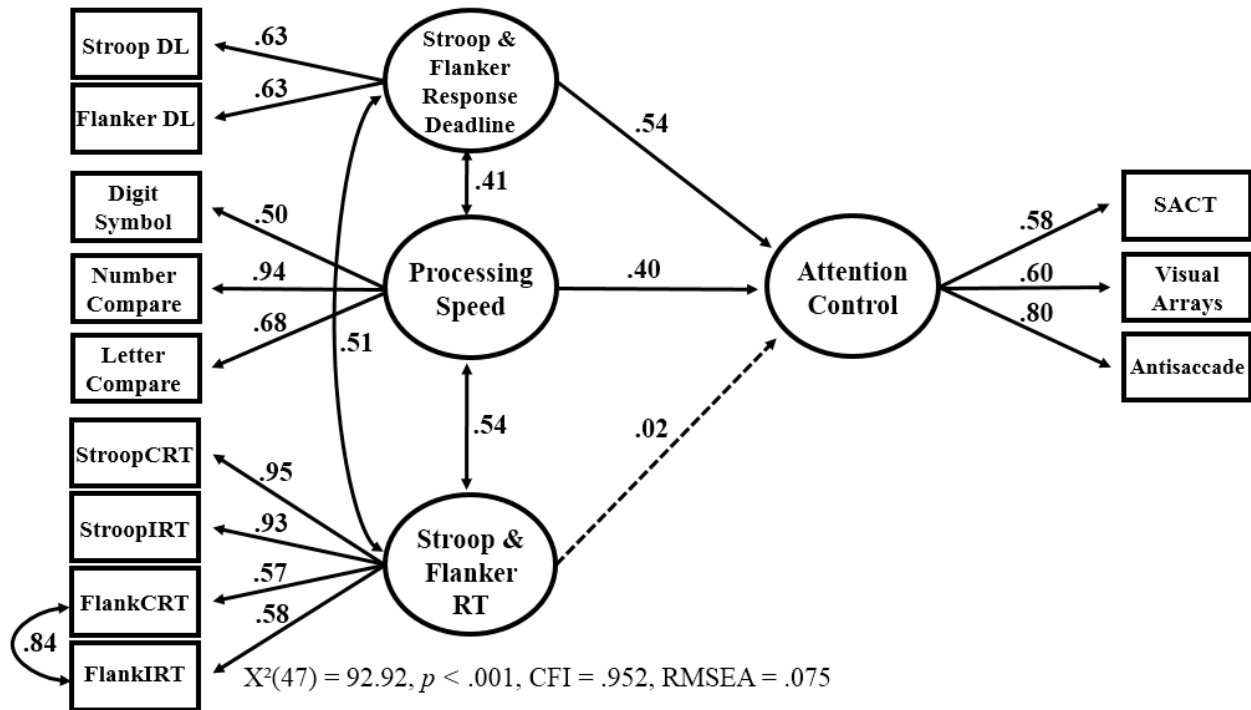 Stroop DL
.63
Flanker DL
.63
Stroop &
Flanker
Response
Deadline
.54
.41
Digit
Symbol
.50
Number
Compare
.94
Letter
Compare
.68
Processing
Speed
.40
.51
Attention
Control
.58
SACT
.60
Visual
Arrays
.80
Antisaccade
.54
.02
StroopCRT
.95
StroopIRT
.93
FlankCRT
.57
FlankIRT
.58
.84
Stroop &
Flanker
RT
X²(47) = 92.92, p < .001, CFI = .952, RMSEA = .075